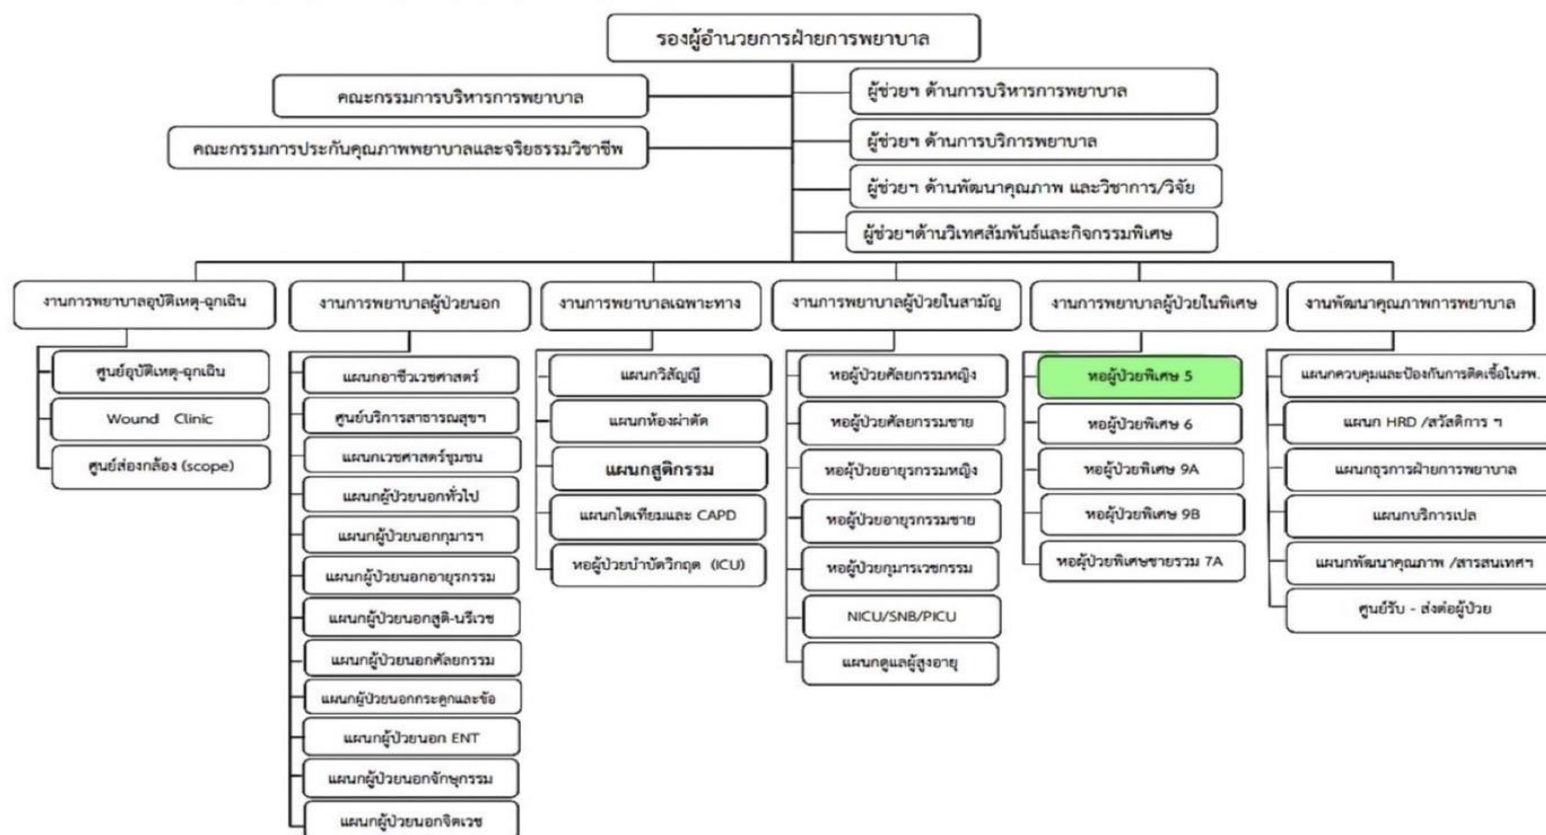 รองผู้อำนวยการฝ่ายการพยาบาล
คณะกรรมการบริหารการพยาบาล
คณะกรรมการประกันคุณภาพพยาบาลและจริยธรรมวิชาชีพ
ผู้ช่วยฯ ด้านการบริหารการพยาบาล
ผู้ช่วยฯ ด้านการบริการพยาบาล
ผู้ช่วยฯ ด้านพัฒนาคุณภาพ และวิชาการ/วิจัย
ผู้ช่วยฯด้านวิเทศสัมพันธ์และกิจกรรมพิเศษ
งานการพยาบาลอุบัติเหตุ-ฉุกเฉิน
ศูนย์อุบัติเหตุ-ฉุกเฉิน
Wound Clinic
ศูนย์ส่องกล้อง (scope)
งานการพยาบาลผู้ป่วยนอก
แผนกอาชีวเวชศาสตร์
ศูนย์บริการสาธารณสุขฯ
แผนกเวชศาสตร์ชุมชน
แผนกผู้ป่วยนอกทั่วไป
แผนกผู้ป่วยนอกกุมารฯ
แผนกผู้ป่วยนอกอายุรกรรม
แผนกผู้ป่วยนอกสูติ-นรีเวช
แผนกผู้ป่วยนอกศัลยกรรม
แผนกผู้ป่วยนอกกระดูกและข้อ
แผนกผู้ป่วยนอก ENT
แผนกผู้ป่วยนอกจักษุกรรม
แผนกผู้ป่วยนอกจิตเวช
งานการพยาบาลเฉพาะทาง
แผนกวิสัญญี
แผนกห้องผ่าตัด
แผนกสูติกรรม
แผนกไตเทียมและ CAPD
หอผู้ป่วยบำบัดวิกฤต (ICU)
งานการพยาบาลผู้ป่วยในสามัญ
หอผู้ป่วยศัลยกรรมหญิง
หอผู้ป่วยศัลยกรรมชาย
หอผู้ป่วยอายุรกรรมหญิง
หอผู้ป่วยอายุรกรรมชาย
หอผู้ป่วยกุมารเวชกรรม
NICU/SNB/PICU
แผนกดูแลผู้สูงอายุ
งานการพยาบาลผู้ป่วยในพิเศษ
หอผู้ป่วยพิเศษ 5
หอผู้ป่วยพิเศษ 6
หอผู้ป่วยพิเศษ 9A
หอผู้ป่วยพิเศษ 9B
หอผู้ป่วยพิเศษชายรวม 7A
งานพัฒนาคุณภาพการพยาบาล
แผนกควบคุมและป้องกันการติดเชื้อในรพ.
แผนก HRD /สวัสดิการ ฯ
แผนกธุรการฝ่ายการพยาบาล
แผนกบริการเปล
แผนกพัฒนาคุณภาพ /สารสนเทศฯ
ศูนย์รับ - ส่งต่อผู้ป่วย